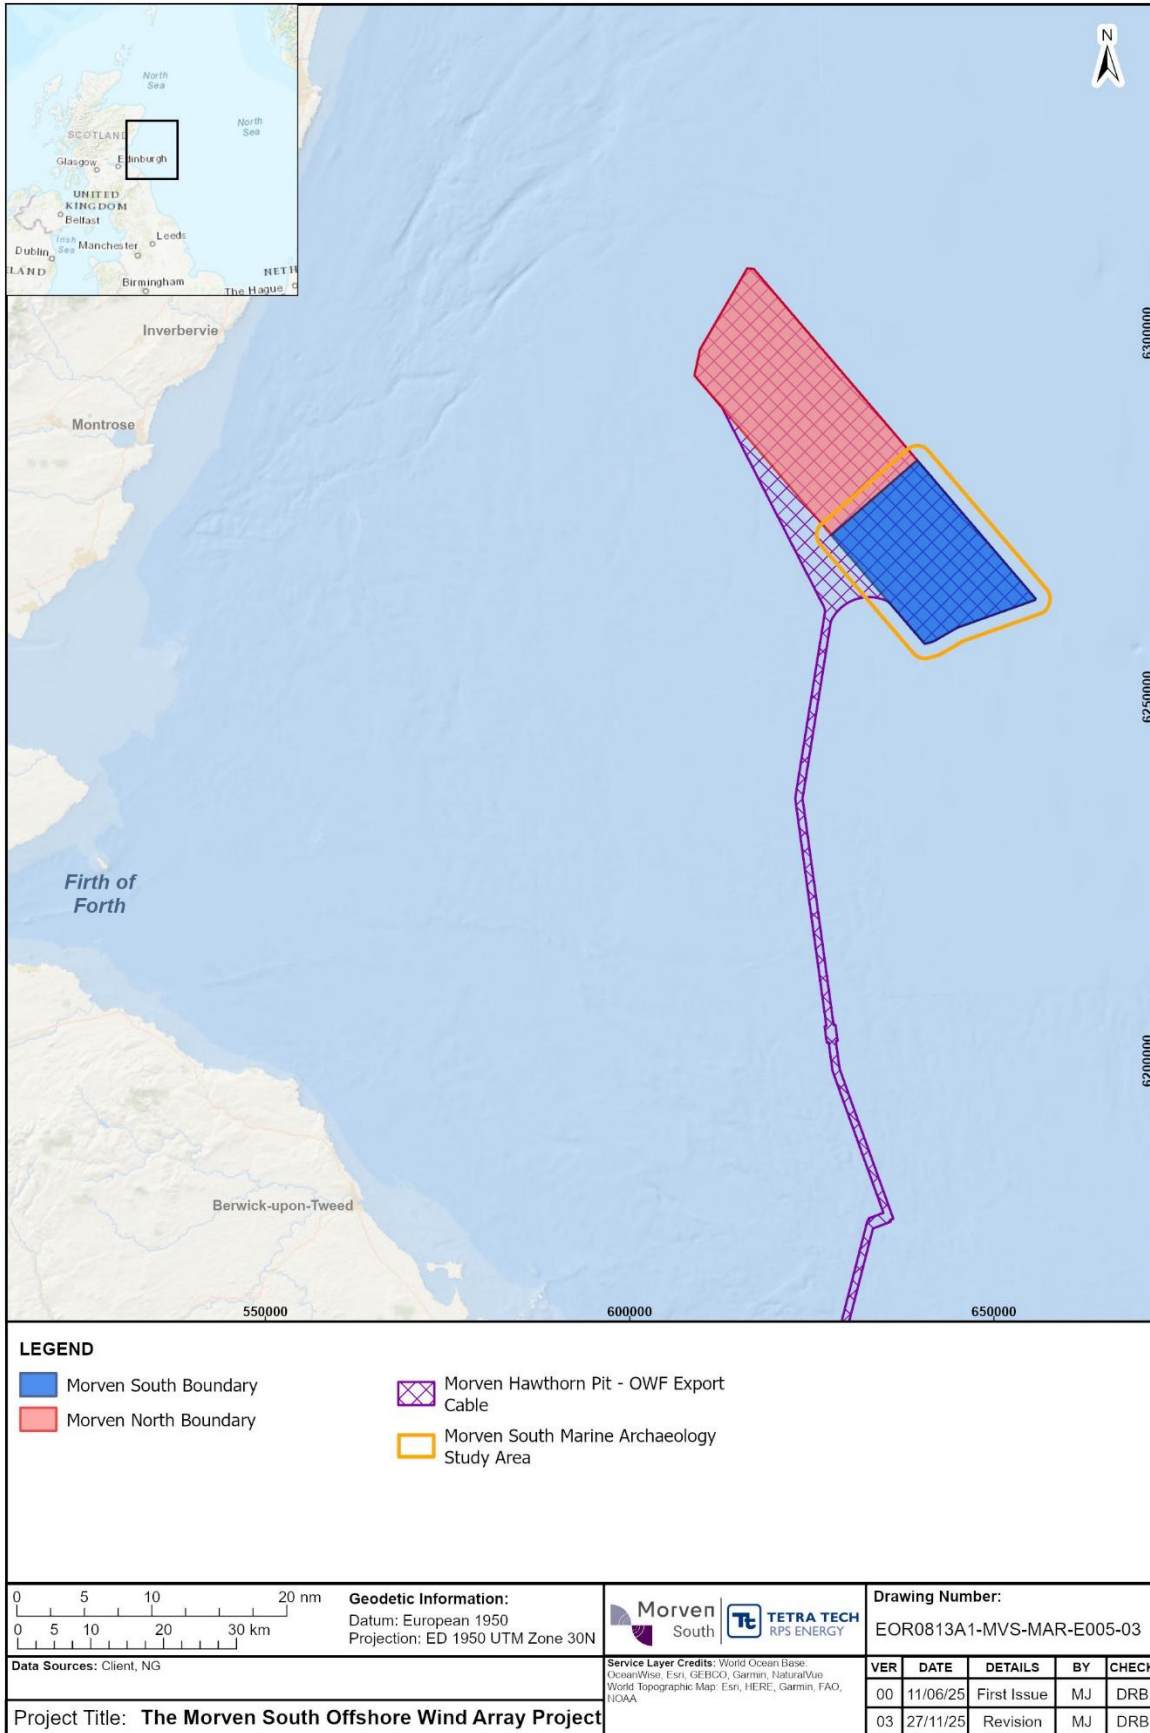 North
Sea
North
Sea
SCOTLAND
Glasgow
Edinburgh
UNITED
KINGDOM
Belfast
Irish
Sea
Manchester
Leeds
Dublin
ELAND
NETH
Birmingham
The Hague
N
Inverbervie
6300000
Montrose
6250000
Firth of
Forth
6200000
Berwick-upon-Tweed
550000
600000
650000
LEGEND
Morven South Boundary
Morven North Boundary
Morven Hawthorn Pit - OWF Export
Cable
Morven South Marine Archaeology
Study Area
0 5 10 20 nm
0 5 10 20 30 km
Geodetic Information:
Datum: European 1950
Projection: ED 1950 UTM Zone 30N
Morven
South
Tt
TETRA TECH
RPS ENERGY
Drawing Number:
EOR0813A1-MVS-MAR-E005-03
Data Sources: Client, NG
Service Layer Credits: World Ocean Base:
OceanWise, Esri, GEBCO, Garmin, NaturalVue
World Topographic Map: Esri, HERE, Garmin, FAO,
NOAA
VER DATE DETAILS BY CHECK
00 11/06/25 First Issue MJ DRB
03 27/11/25 Revision MJ DRB
Project Title: The Morven South Offshore Wind Array Project